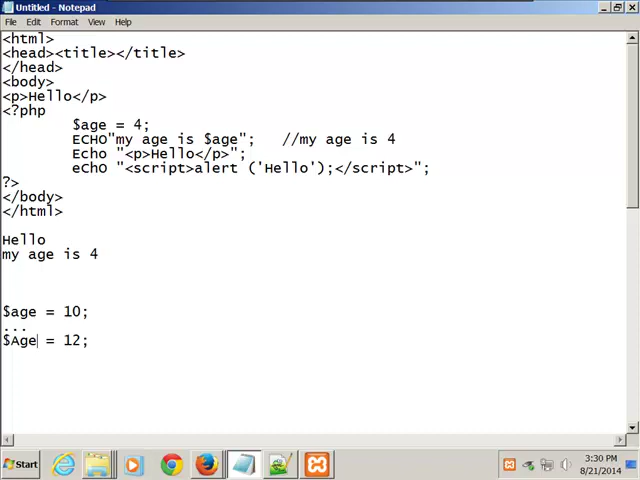 Untitled - Notepad
File Edit Format View Help
<html>
<head><title></title>
</head>
<body>
<p>Hello</p>
<?php
$age = 4;
ECHO"my age is $age"; //my age is 4
Echo "<p>Hello</p>";
eChO "<script>alert ('Hello');</script>";
?>
</body>
</html>
Hello
my age is 4
$age = 10;
...
$Age = 12;
Start
3:30 PM
8/21/2014